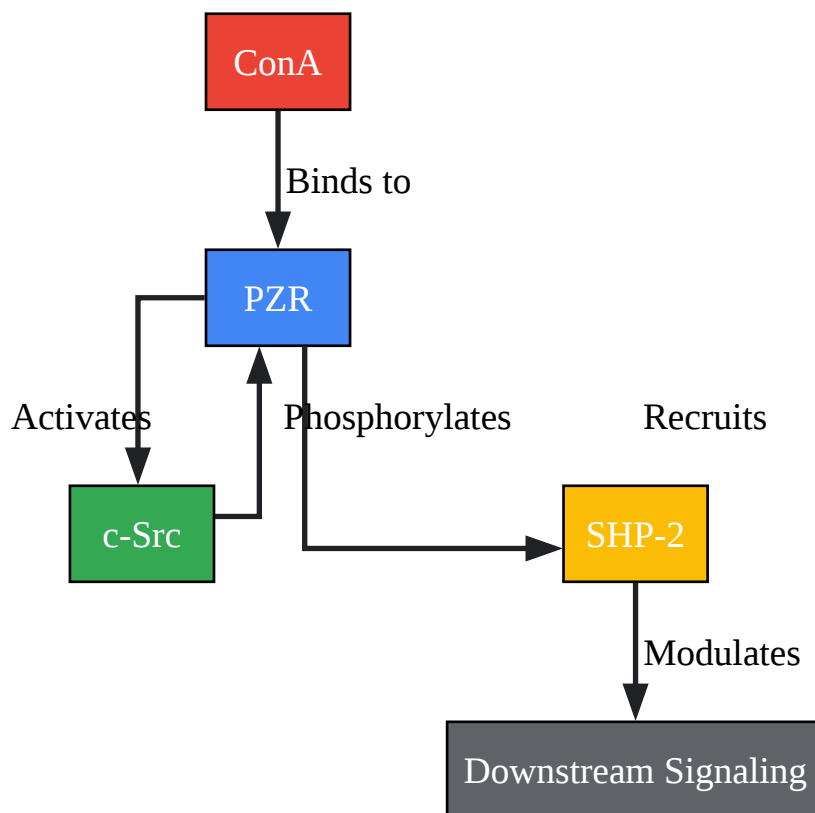 ConA
Binds to
PZR
Activates
Phosphorylates
Recruits
c-Src
SHP-2
Modulates
Downstream Signaling